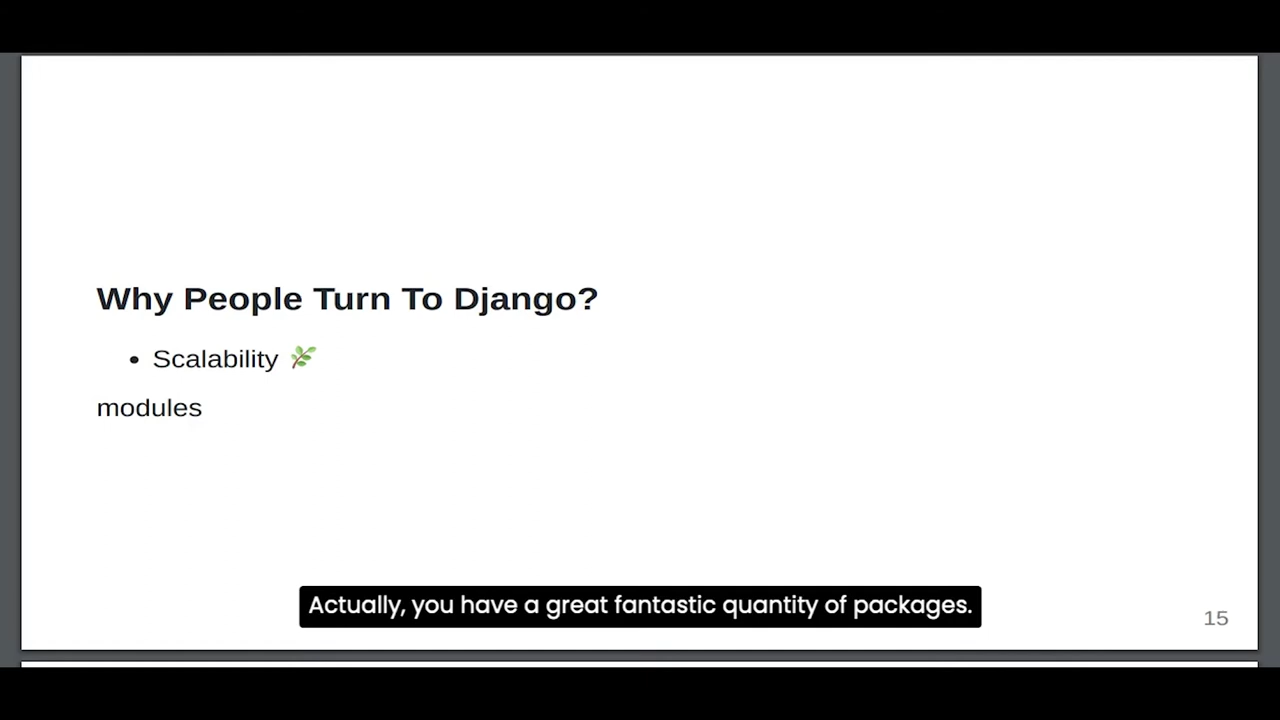 Why People Turn To Django?
• Scalability 🌿
modules
Actually, you have a great fantastic quantity of packages.
15